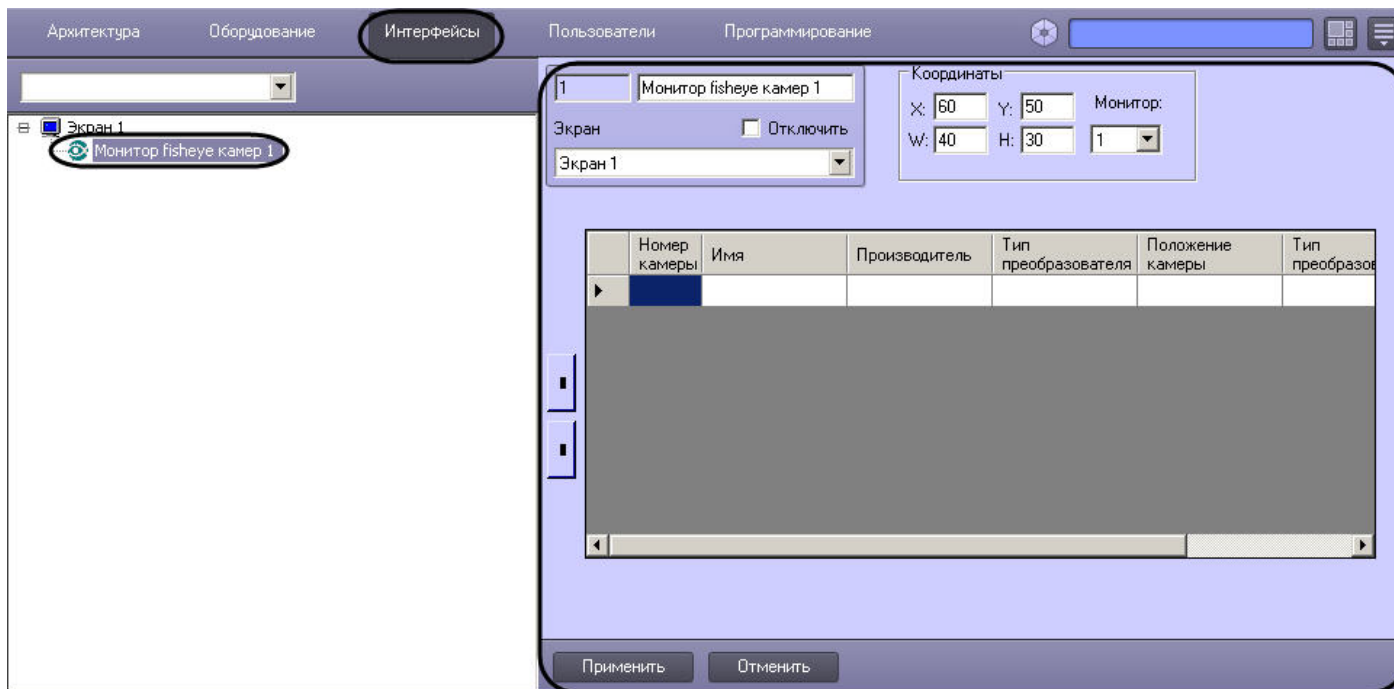 Архитектура Оборудование Интерфейсы Пользователи Программирование
Экран 1
Монитор fisheye камер 1
1 Монитор fisheye камер 1
Экран Отключить
Экран 1
Координаты
X: 60 Y: 50 Монитор:
W: 40 H: 30 1
Номер камеры Имя Производитель Тип преобразователя Положение камеры Тип преобразов
Применить Отменить